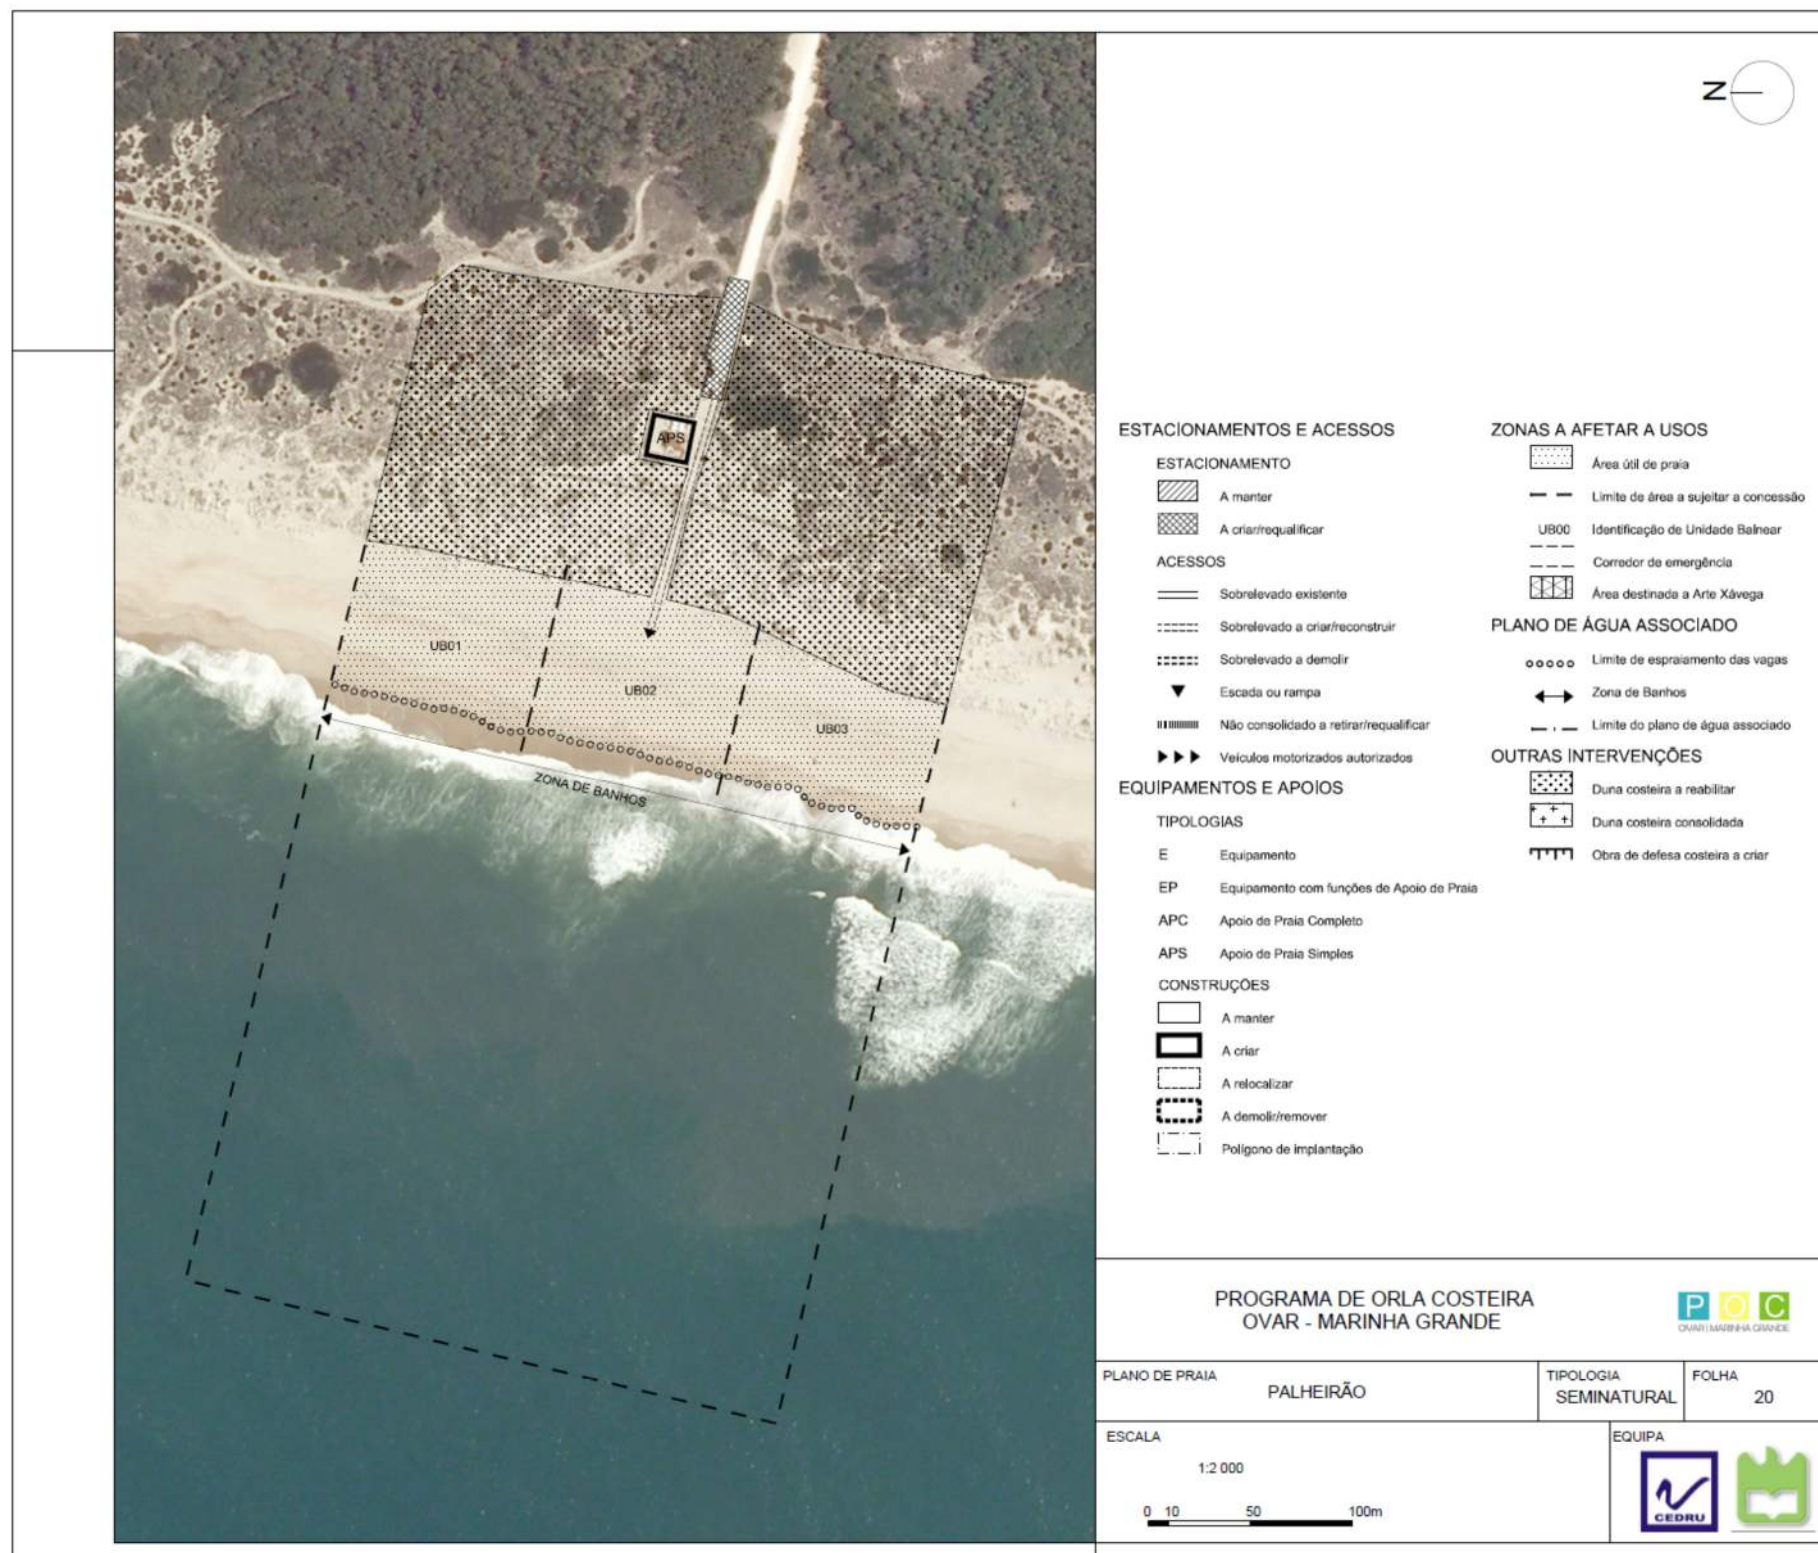 N
APS
UB01
UB02
UB03
ZONA DE BANHOS
ESTACIONAMENTOS E ACESSOS
ESTACIONAMENTO
A manter
A criar/requalificar
ACESSOS
Sobrelevado existente
Sobrelevado a criar/reconstruir
Sobrelevado a demolir
Escada ou rampa
Não consolidado a retirar/requalificar
Veículos motorizados autorizados
EQUIPAMENTOS E APOIOS
TIPOLOGIAS
E Equipamento
EP Equipamento com funções de Apoio de Praia
APC Apoio de Praia Completo
APS Apoio de Praia Simples
CONSTRUÇÕES
A manter
A criar
A relocalizar
A demolir/remover
Polígono de implantação
ZONAS A AFETAR A USOS
Área útil de praia
Limite de área a sujeitar a concessão
UB00 Identificação de Unidade Balnear
Corredor de emergência
Área destinada a Arte Xávega
PLANO DE ÁGUA ASSOCIADO
Limite de espraiamento das vagas
Zona de Banhos
Limite do plano de água associado
OUTRAS INTERVENÇÕES
Duna costeira a reabilitar
Duna costeira consolidada
Obra de defesa costeira a criar
PROGRAMA DE ORLA COSTEIRA
OVAR - MARINHA GRANDE
P O C
OVAR | MARINHA GRANDE
PLANO DE PRAIA
PALHEIRÃO
TIPOLOGIA
SEMINATURAL
FOLHA
20
ESCALA
1:2 000
0 10 50 100m
EQUIPA
CEDRU